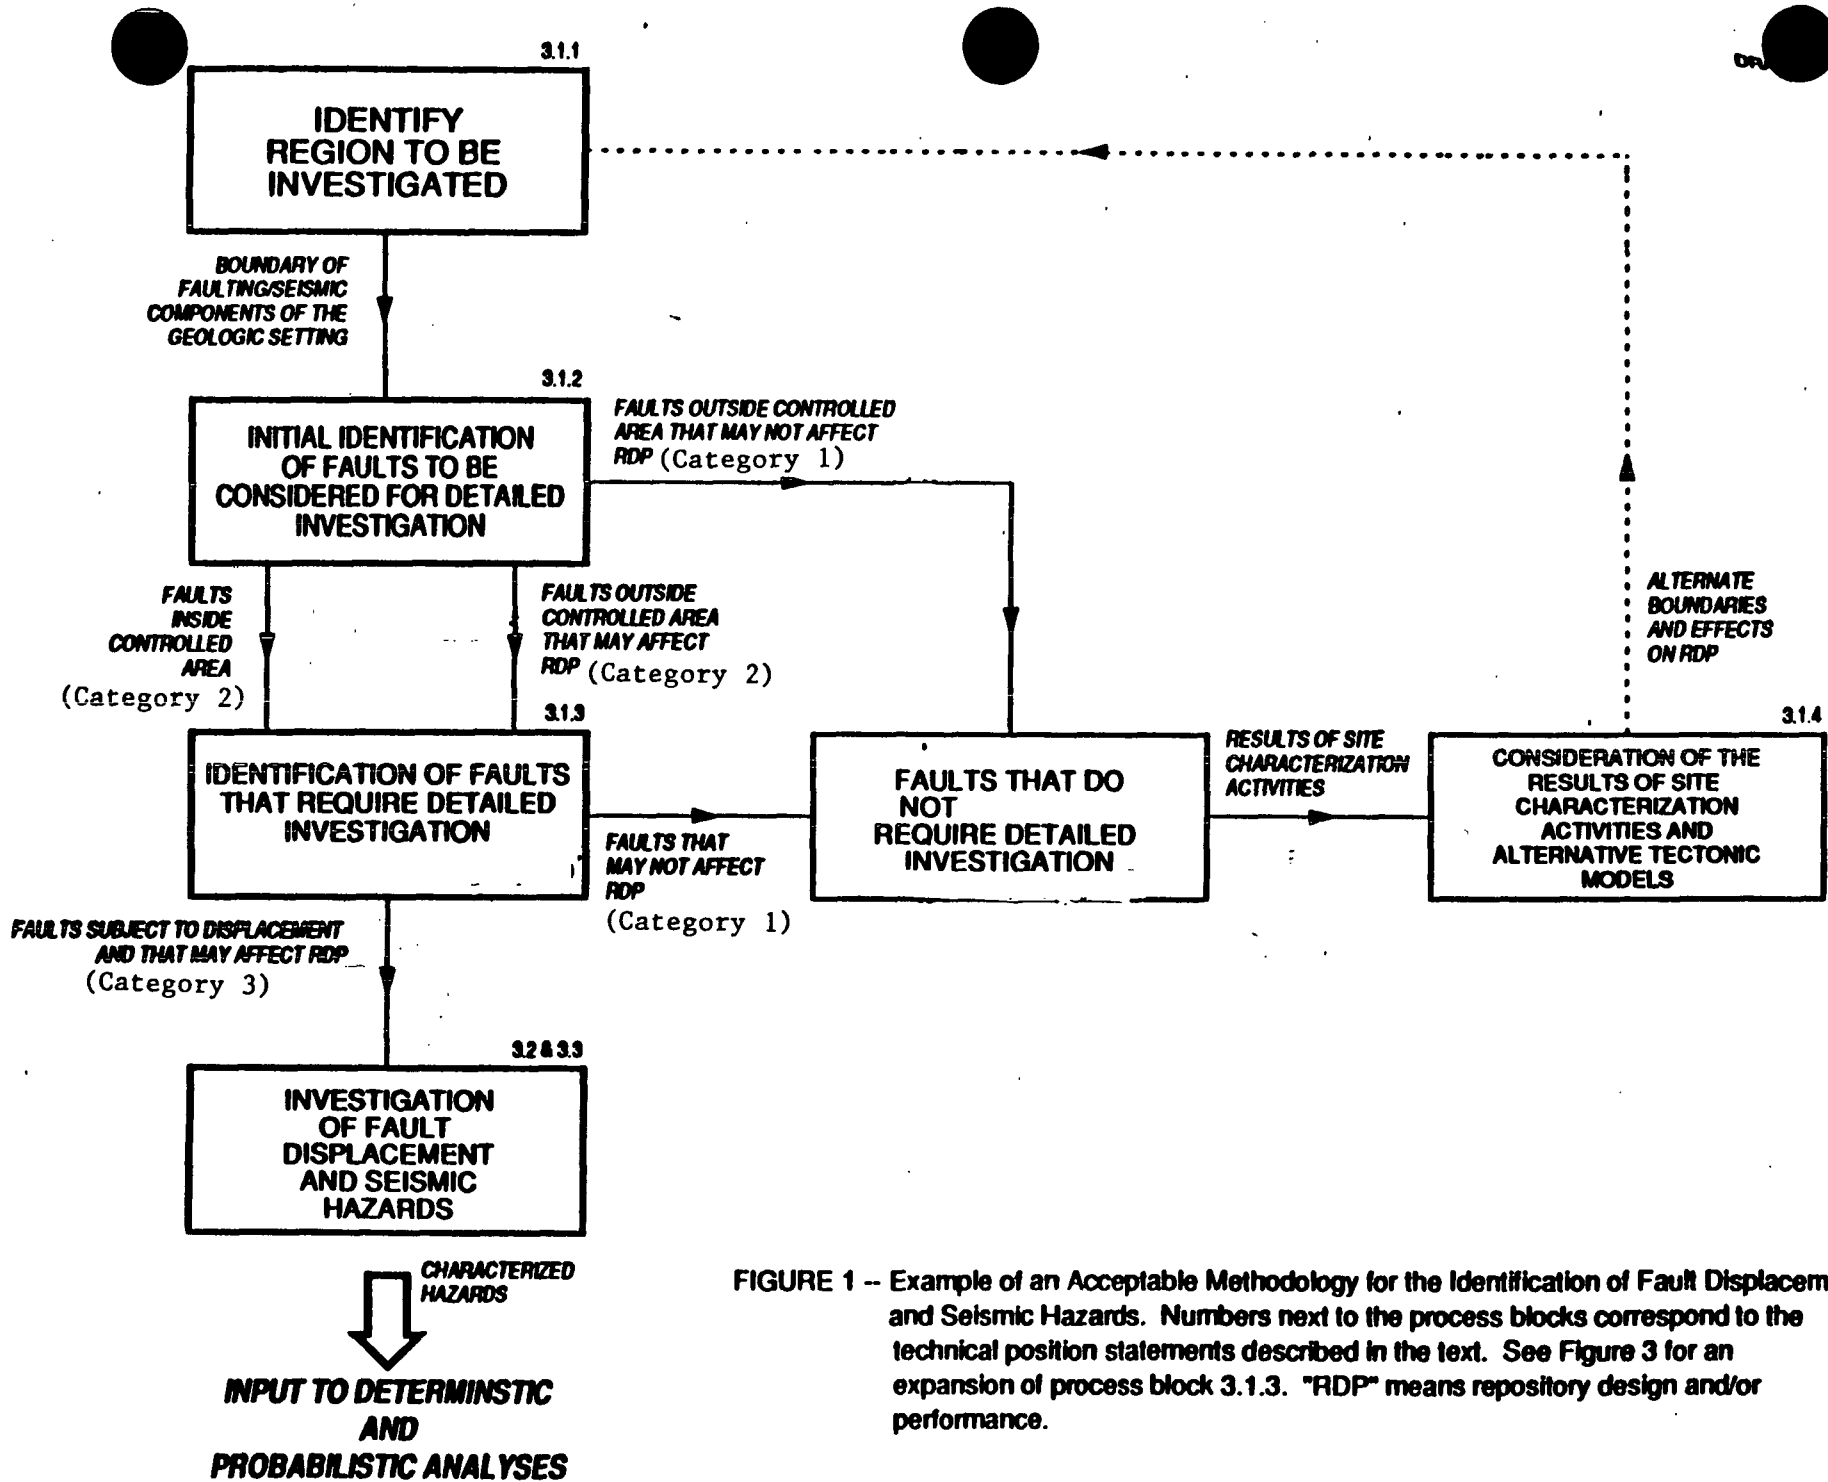 3.1.1
IDENTIFY
REGION TO BE
INVESTIGATED
BOUNDARY OF
FAULTING/SEISMIC
COMPONENTS OF THE
GEOLOGIC SETTING
3.1.2
INITIAL IDENTIFICATION
OF FAULTS TO BE
CONSIDERED FOR DETAILED
INVESTIGATION
FAULTS OUTSIDE CONTROLLED
AREA THAT MAY NOT AFFECT
RDP (Category 1)
FAULTS
INSIDE
CONTROLLED
AREA
(Category 2)
FAULTS OUTSIDE
CONTROLLED AREA
THAT MAY AFFECT
RDP (Category 2)
3.1.3
IDENTIFICATION OF FAULTS
THAT REQUIRE DETAILED
INVESTIGATION
FAULTS THAT
MAY NOT AFFECT
RDP
(Category 1)
FAULTS THAT DO
NOT
REQUIRE DETAILED
INVESTIGATION
RESULTS OF SITE
CHARACTERIZATION
ACTIVITIES
3.1.4
CONSIDERATION OF THE
RESULTS OF SITE
CHARACTERIZATION
ACTIVITIES AND
ALTERNATIVE TECTONIC
MODELS
ALTERNATE
BOUNDARIES
AND EFFECTS
ON RDP
FAULTS SUBJECT TO DISPLACEMENT
AND THAT MAY AFFECT RDP
(Category 3)
3.2 & 3.3
INVESTIGATION
OF FAULT
DISPLACEMENT
AND SEISMIC
HAZARDS
CHARACTERIZED
HAZARDS
INPUT TO DETERMINSTIC
AND
PROBABILISTIC ANALYSES
FIGURE 1 -- Example of an Acceptable Methodology for the Identification of Fault Displacem
and Seismic Hazards. Numbers next to the process blocks correspond to the
technical position statements described in the text. See Figure 3 for an
expansion of process block 3.1.3. "RDP" means repository design and/or
performance.